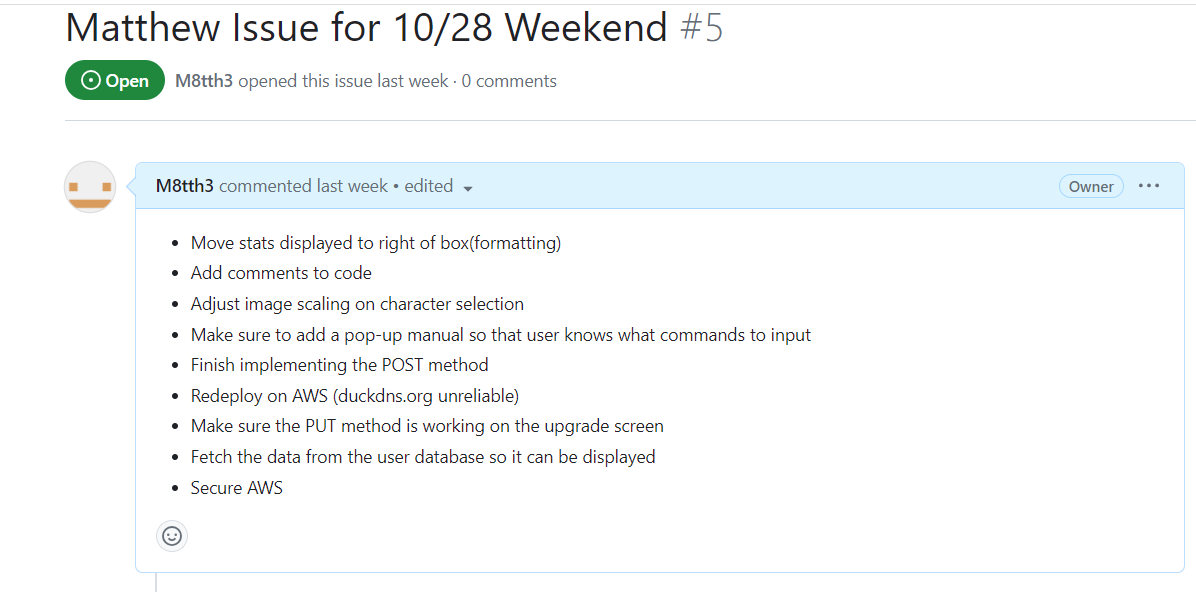 Matthew Issue for 10/28 Weekend #5
Open M8tth3 opened this issue last week · 0 comments
M8tth3 commented last week • edited Owner
Move stats displayed to right of box(formatting)
Add comments to code
Adjust image scaling on character selection
Make sure to add a pop-up manual so that user knows what commands to input
Finish implementing the POST method
Redeploy on AWS (duckdns.org unreliable)
Make sure the PUT method is working on the upgrade screen
Fetch the data from the user database so it can be displayed
Secure AWS